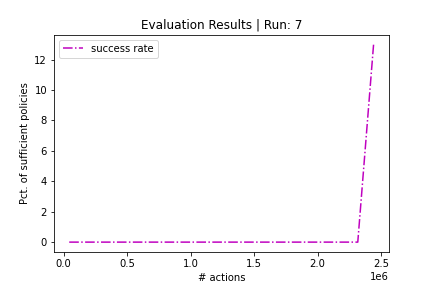 Evaluation Results | Run: 7
success rate
Pct. of sufficient policies
12
10
8
6
4
2
0
0.0 0.5 1.0 1.5 2.0 2.5
1e6
# actions